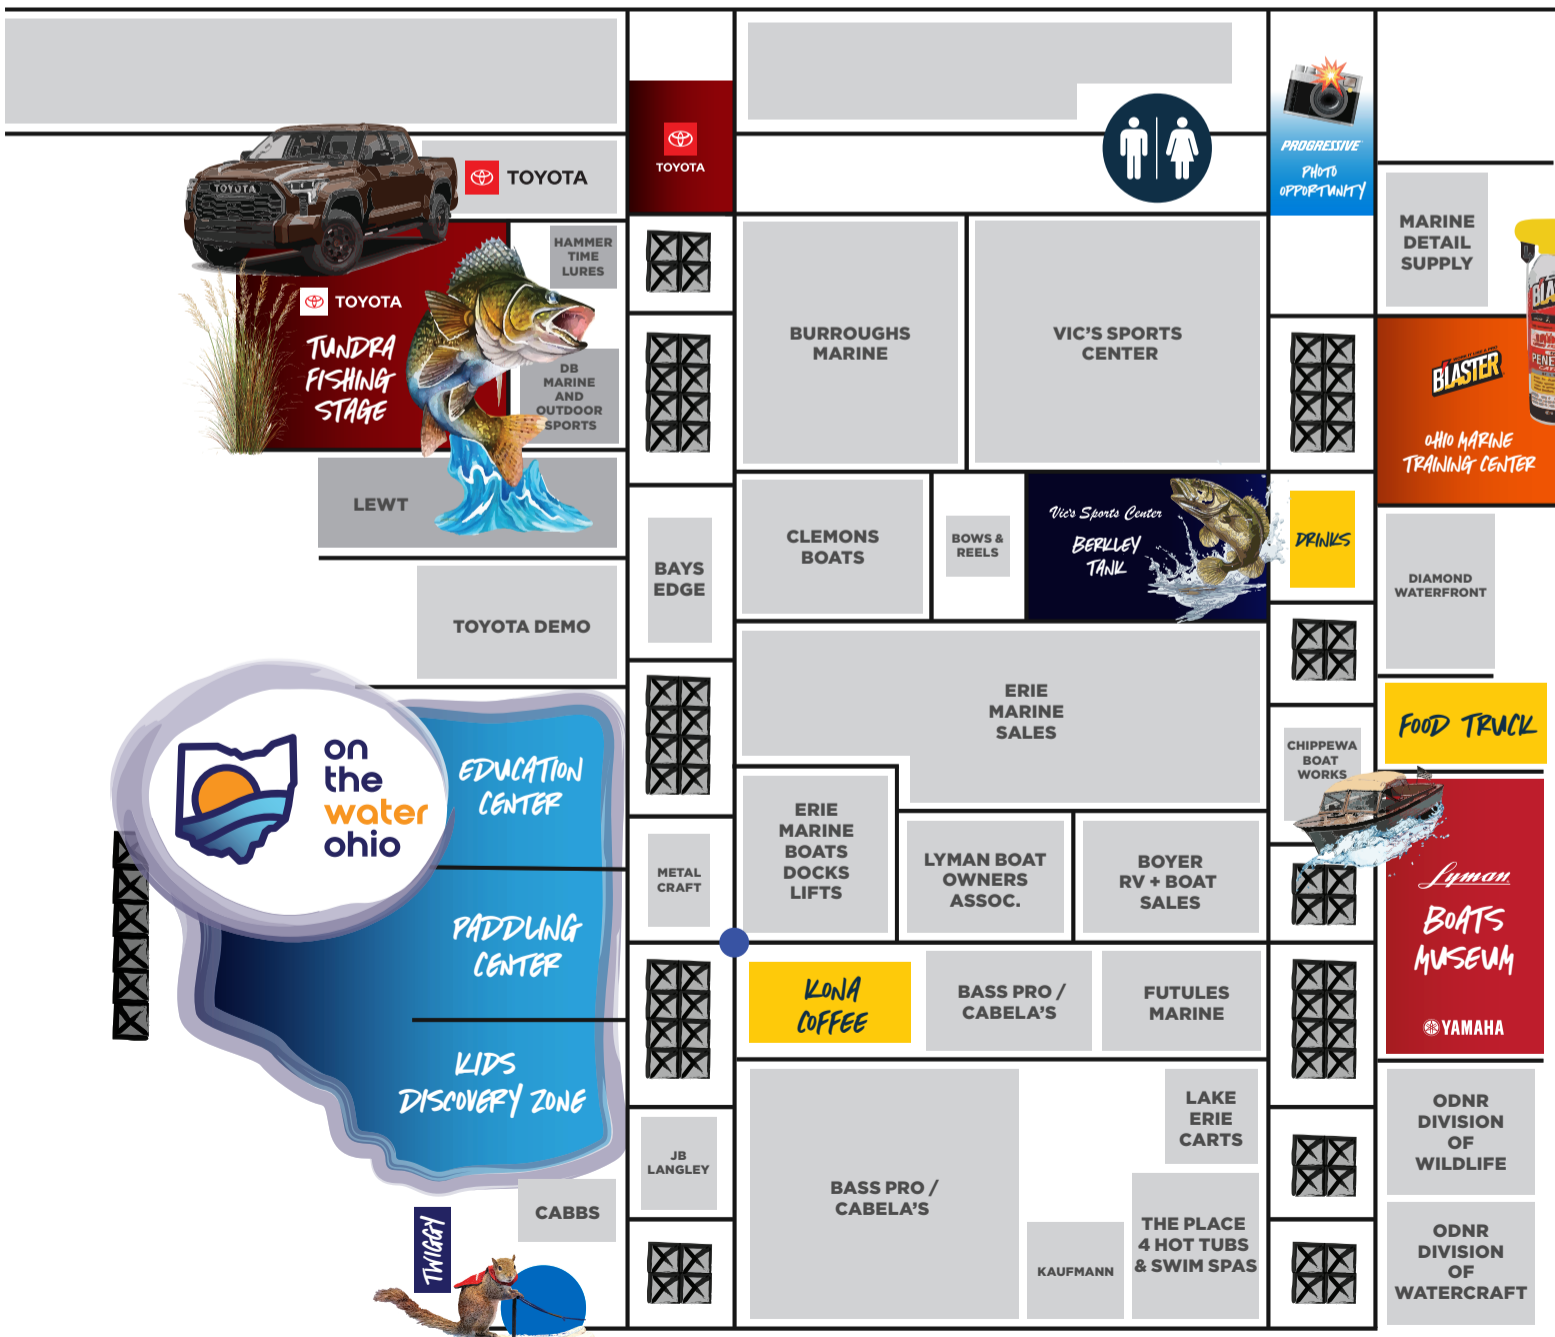 TOYOTA
TOYOTA
TOYOTA
PROGRESSIVE
PHOTO
OPPORTUNITY
MARINE
DETAIL
SUPPLY
HAMMER
TIME
LURES
TOYOTA
TUNDRA
FISHING
STAGE
DB
MARINE
AND
OUTDOOR
SPORTS
BURROUGHS
MARINE
VIC'S SPORTS
CENTER
BLASTER
OHIO MARINE
TRAINING CENTER
LEWT
BAYS
EDGE
CLEMONS
BOATS
BOWS &
REELS
Vic's Sports Center
BERKLEY
TANK
DRINKS
DIAMOND
WATERFRONT
TOYOTA DEMO
ERIE
MARINE
SALES
FOOD TRUCK
CHIPPEWA
BOAT
WORKS
on
the
water
ohio
EDUCATION
CENTER
PADDLING
CENTER
KIDS
DISCOVERY ZONE
METAL
CRAFT
ERIE
MARINE
BOATS
DOCKS
LIFTS
LYMAN BOAT
OWNERS
ASSOC.
BOYER
RV + BOAT
SALES
Lyman
BOATS
MUSEUM
YAMAHA
KONA
COFFEE
BASS PRO /
CABELA'S
FUTULES
MARINE
JB
LANGLEY
CABBS
TWIGGY
BASS PRO /
CABELA'S
LAKE
ERIE
CARTS
KAUFMANN
THE PLACE
4 HOT TUBS
& SWIM SPAS
ODNR
DIVISION
OF
WILDLIFE
ODNR
DIVISION
OF
WATERCRAFT